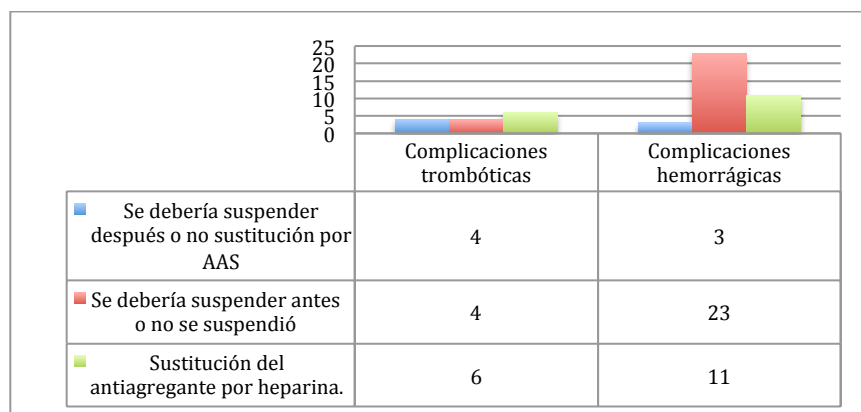 25
20
15
10
5
0
Complicaciones
trombóticas
Complicaciones
hemorrágicas
Se debería suspender
después o no sustitución por
AAS
4
3
Se debería suspender antes
o no se suspendió
4
23
Sustitución del
antiagregante por heparina.
6
11